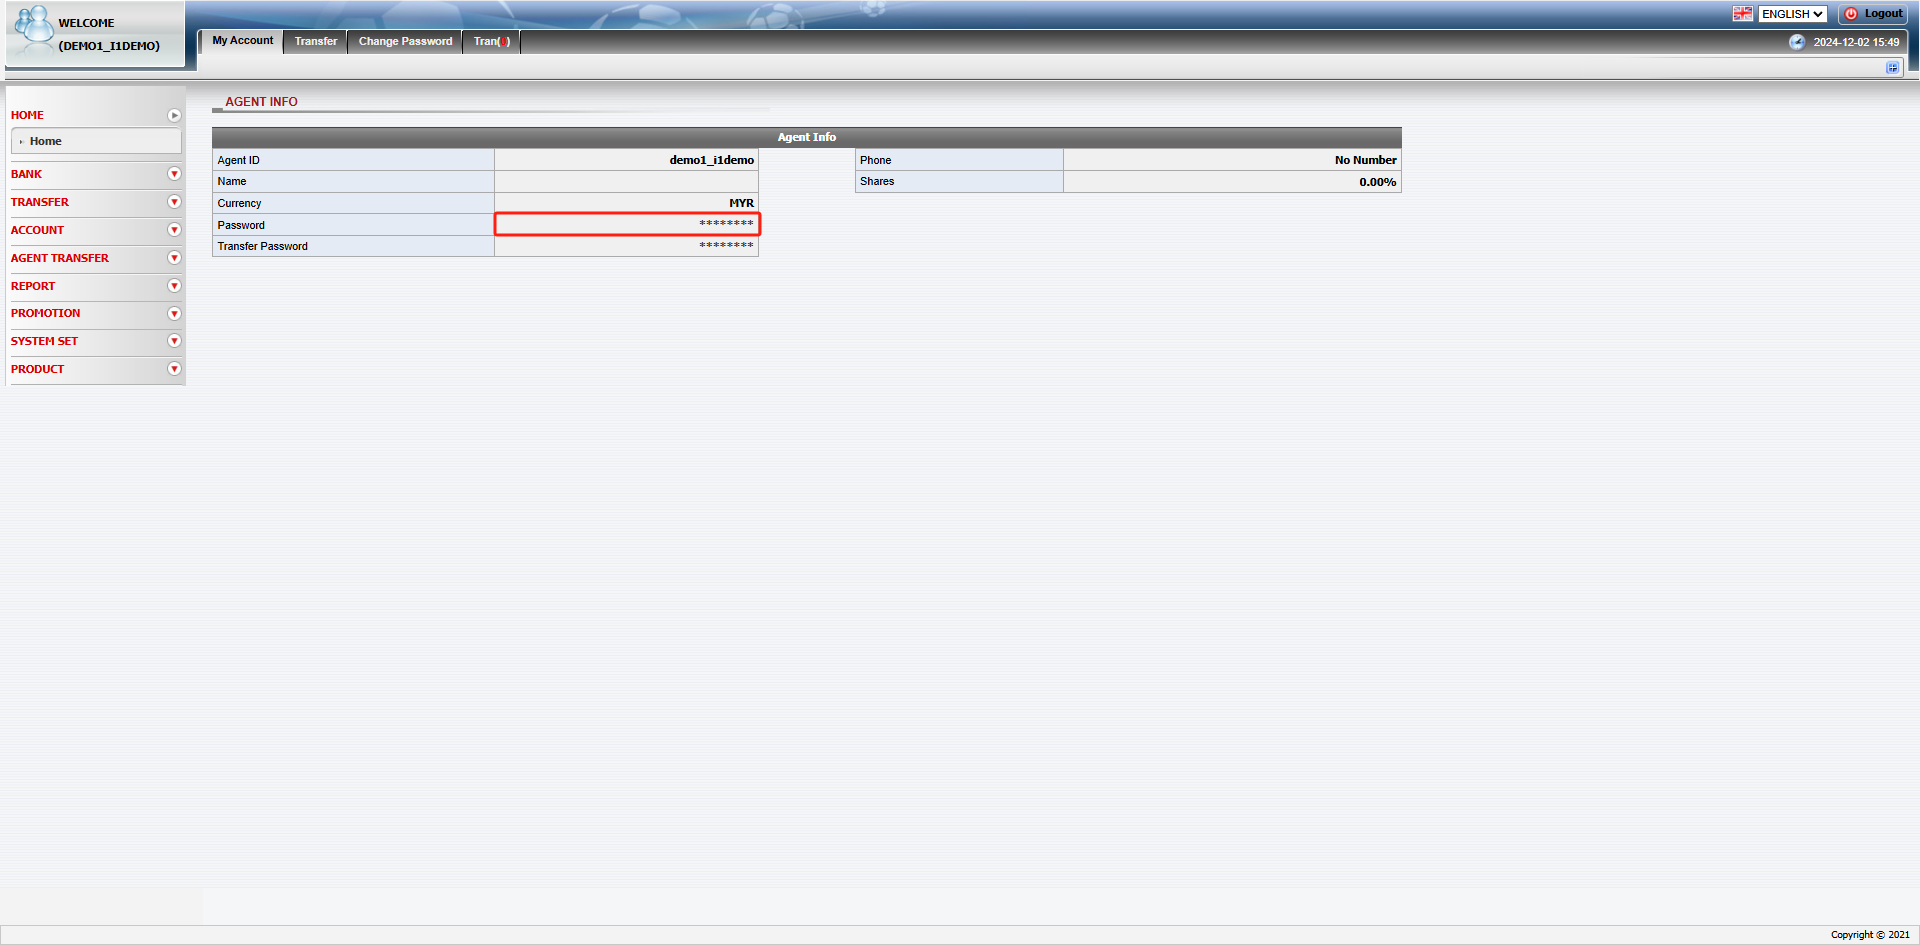 WELCOME
(DEMO1_I1DEMO)
ENGLISH
Logout
My Account
Transfer
Change Password
Tran(0)
2024-12-02 15:49
HOME
Home
BANK
TRANSFER
ACCOUNT
AGENT TRANSFER
REPORT
PROMOTION
SYSTEM SET
PRODUCT
AGENT INFO
Agent Info
Agent ID demo1_i1demo
Phone No Number
Name
Shares 0.00%
Currency MYR
Password ********
Transfer Password ********
Copyright © 2021